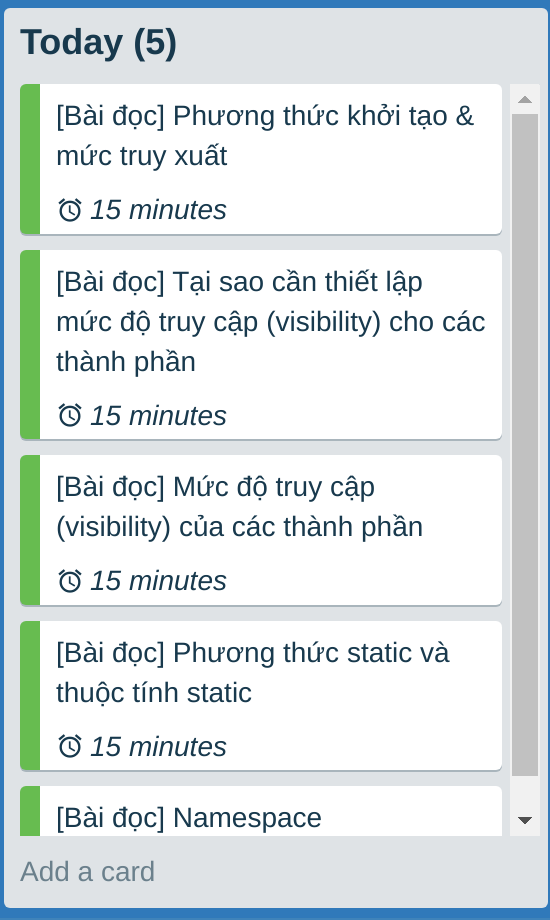 Today (5)
[Bài đọc] Phương thức khởi tạo &
mức truy xuất
15 minutes
[Bài đọc] Tại sao cần thiết lập
mức độ truy cập (visibility) cho các
thành phần
15 minutes
[Bài đọc] Mức độ truy cập
(visibility) của các thành phần
15 minutes
[Bài đọc] Phương thức static và
thuộc tính static
15 minutes
[Bài đọc] Namespace
Add a card